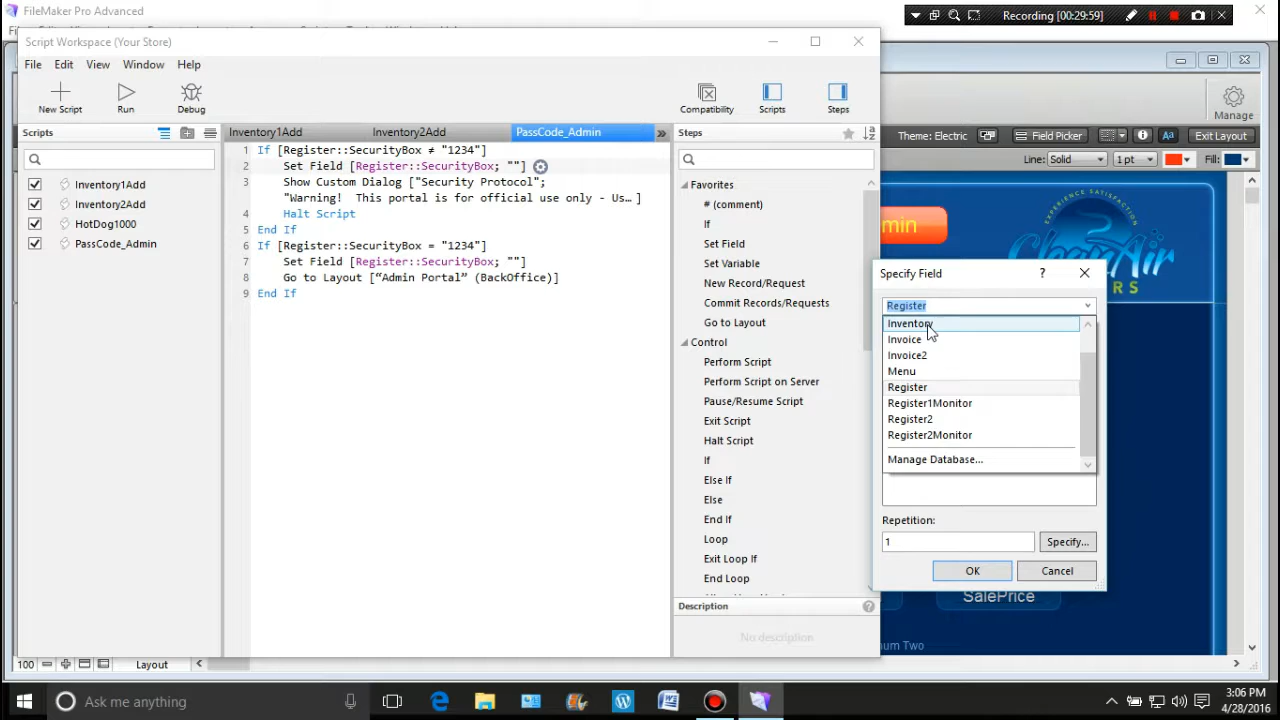 FileMaker Pro Advanced
Recording [00:29:59]
Script Workspace (Your Store)
File Edit View Window Help
New Script Run Debug Compatibility Scripts Steps
Manage
Scripts
Inventory1Add Inventory2Add PassCode_Admin »
Steps
Theme: Electric Field Picker Aa Exit Layout
Line: Solid 1 pt Fill:
Inventory1Add
Inventory2Add
HotDog1000
PassCode_Admin
1 If [Register::SecurityBox ≠ "1234"]
2 Set Field [Register::SecurityBox; ""]
3 Show Custom Dialog ["Security Protocol";
"Warning! This portal is for official use only - Us… ]
4 Halt Script
5 End If
6 If [Register::SecurityBox = "1234"]
7 Set Field [Register::SecurityBox; ""]
8 Go to Layout [“Admin Portal” (BackOffice)]
9 End If
Favorites
# (comment)
If
Set Field
Set Variable
New Record/Request
Commit Records/Requests
Go to Layout
Control
Perform Script
Perform Script on Server
Pause/Resume Script
Exit Script
Halt Script
If
Else If
Else
End If
Loop
Exit Loop If
End Loop
Description
No description
min
EXPERIENCE SATISFACTION
CleanAir
RS
Specify Field ?
Register
Inventory
Invoice
Invoice2
Menu
Register
Register1Monitor
Register2
Register2Monitor
Manage Database...
Repetition:
1 Specify...
OK Cancel
SalePrice
num Two
100 Layout
Ask me anything
3:06 PM
4/28/2016